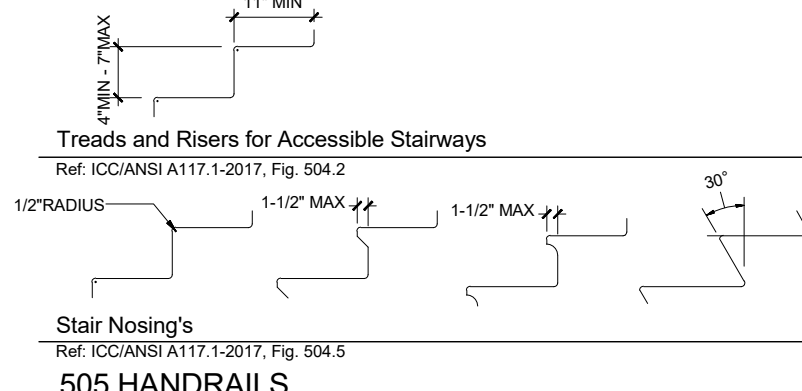 11" MIN
4"MIN - 7"MAX
Treads and Risers for Accessible Stairways
Ref: ICC/ANSI A117.1-2017, Fig. 504.2
1/2"RADIUS
1-1/2" MAX
1-1/2" MAX
30°
Stair Nosing's
Ref: ICC/ANSI A117.1-2017, Fig. 504.5
505 HANDRAILS